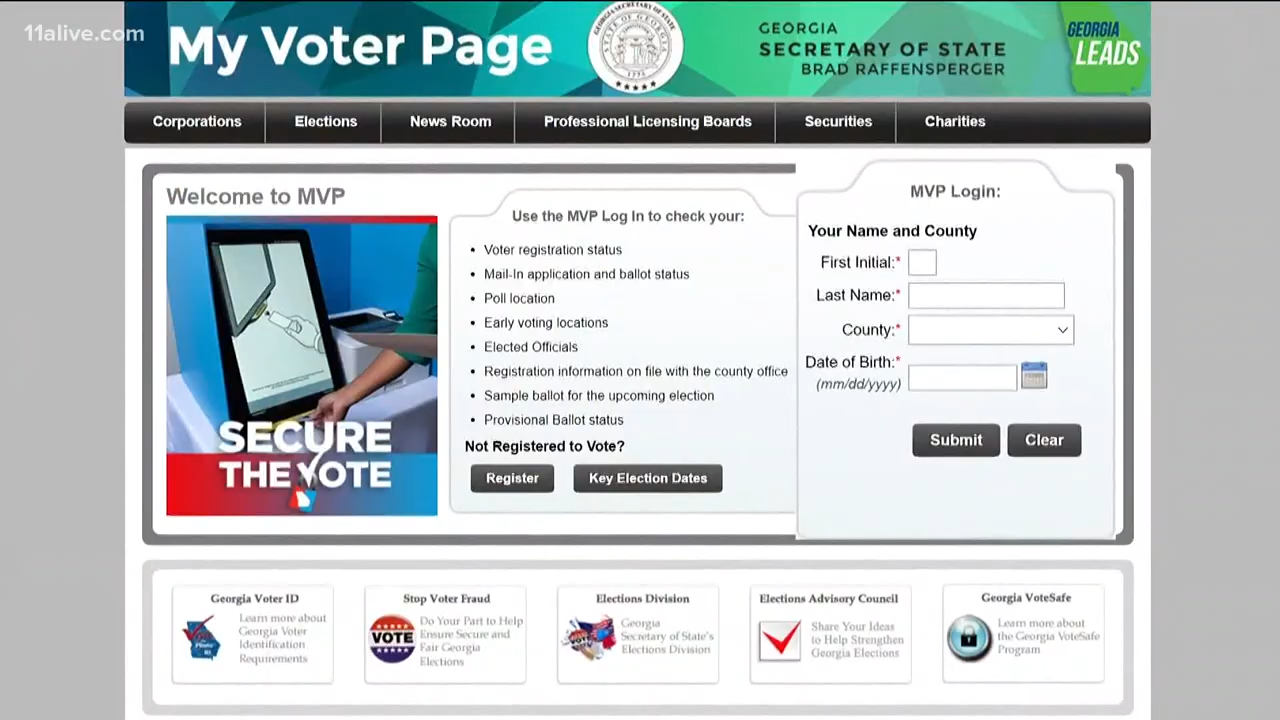 11alive.com
My Voter Page
GEORGIA
SECRETARY OF STATE
BRAD RAFFENSPERGER
GEORGIA
LEADS
Corporations
Elections
News Room
Professional Licensing Boards
Securities
Charities
Welcome to MVP
SECURE
THE VOTE
Use the MVP Log In to check your:
• Voter registration status
• Mail-In application and ballot status
• Poll location
• Early voting locations
• Elected Officials
• Registration information on file with the county office
• Sample ballot for the upcoming election
• Provisional Ballot status
Not Registered to Vote?
Register
Key Election Dates
MVP Login:
Your Name and County
First Initial:*
Last Name:*
County:*
Date of Birth:*
(mm/dd/yyyy)
Submit
Clear
Georgia Voter ID
Learn more about
Georgia Voter
Identification
Requirements
Stop Voter Fraud
VOTE
Do Your Part to Help
Ensure Secure and
Fair Georgia
Elections
Elections Division
Georgia
Secretary of State's
Elections Division
Elections Advisory Council
Share Your Ideas
to Help Strengthen
Georgia Elections
Georgia VoteSafe
Learn more about
the Georgia VoteSafe
Program